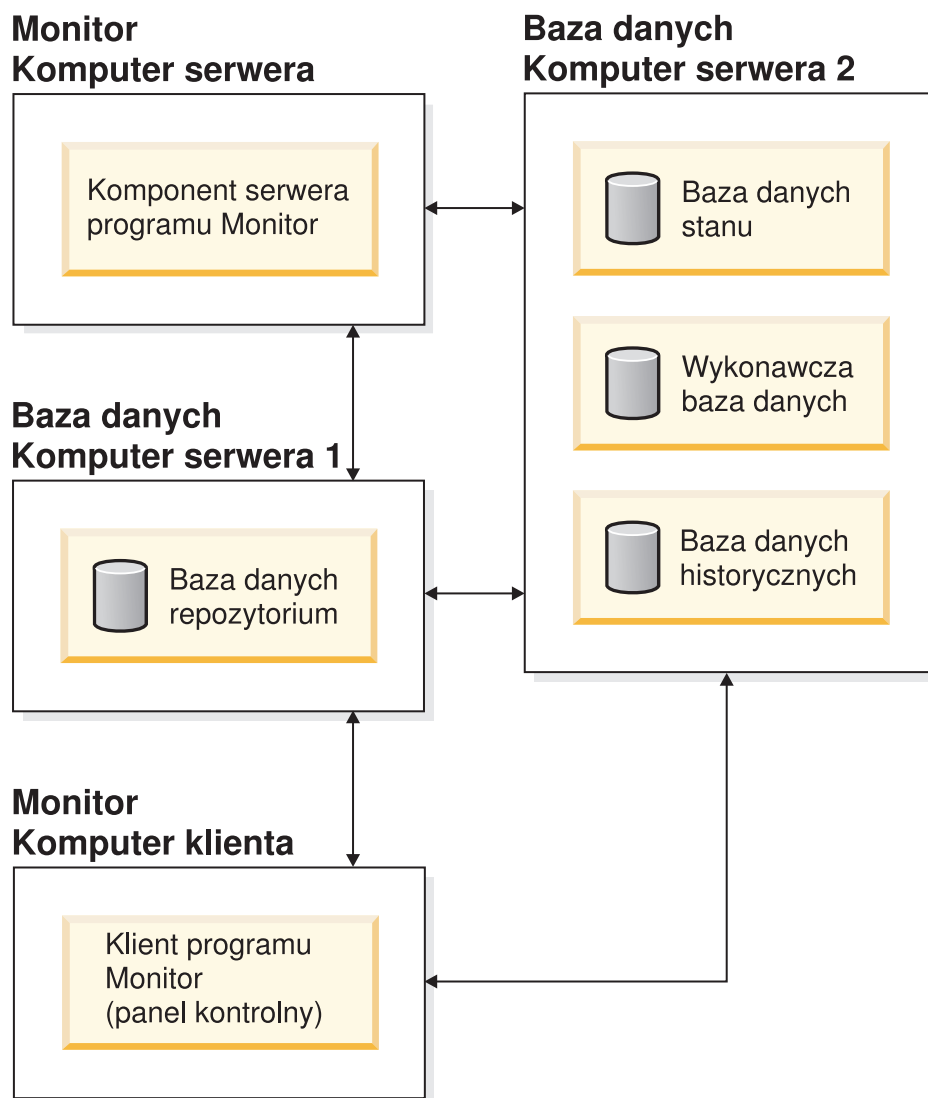 Monitor
Komputer serwera
Komponent serwera
programu Monitor
Baza danych
Komputer serwera 2
Baza danych
stanu
Wykonawcza
baza danych
Baza danych
historycznych
Baza danych
Komputer serwera 1
Baza danych
repozytorium
Monitor
Komputer klienta
Klient programu
Monitor
(panel kontrolny)